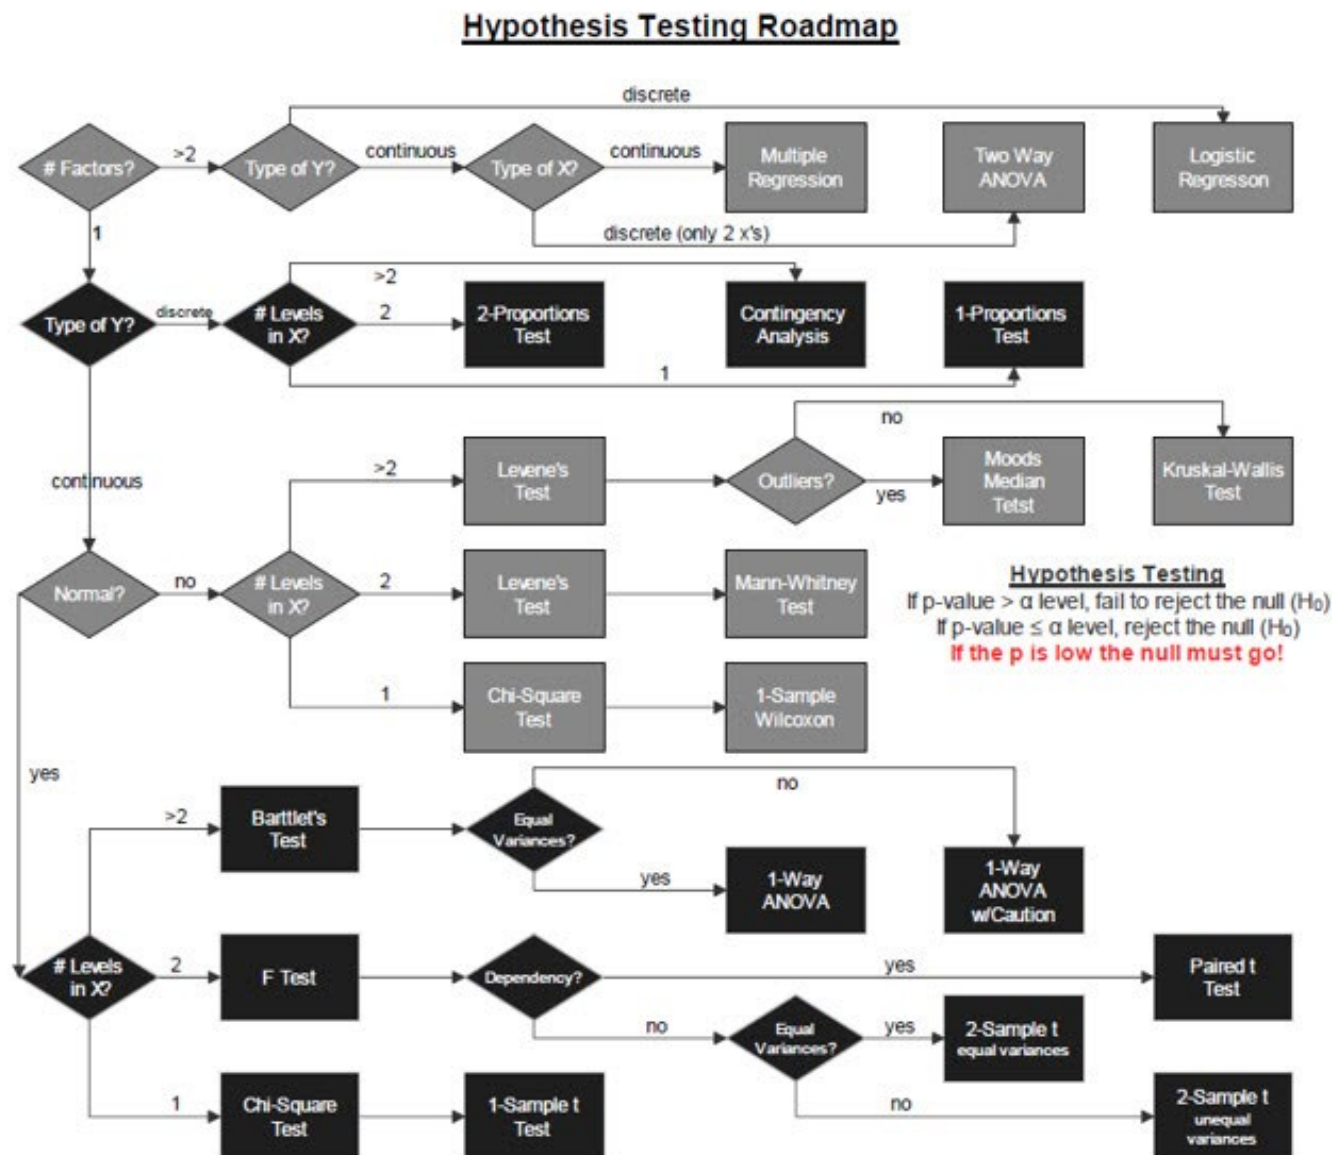 Hypothesis Testing Roadmap
discrete
# Factors?
>2
Type of Y?
continuous
Type of X?
continuous
Multiple
Regression
Two Way
ANOVA
Logistic
Regresson
1
discrete (only 2 x's)
>2
Type of Y?
discrete
# Levels
in X?
2
2-Proportions
Test
Contingency
Analysis
1-Proportions
Test
1
no
continuous
>2
Levene's
Test
Outliers?
yes
Moods
Median
Tetst
Kruskal-Wallis
Test
Normal?
no
# Levels
in X?
2
Levene's
Test
Mann-Whitney
Test
Hypothesis Testing
If p-value > α level, fail to reject the null (H₀)
If p-value ≤ α level, reject the null (H₀)
If the p is low the null must go!
1
Chi-Square
Test
1-Sample
Wilcoxon
yes
no
>2
Barttlet's
Test
Equal
Variances?
yes
1-Way
ANOVA
1-Way
ANOVA
w/Caution
# Levels
in X?
2
F Test
Dependency?
yes
Paired t
Test
no
Equal
Variances?
yes
2-Sample t
equal variances
1
Chi-Square
Test
1-Sample t
Test
no
2-Sample t
unequal
variances